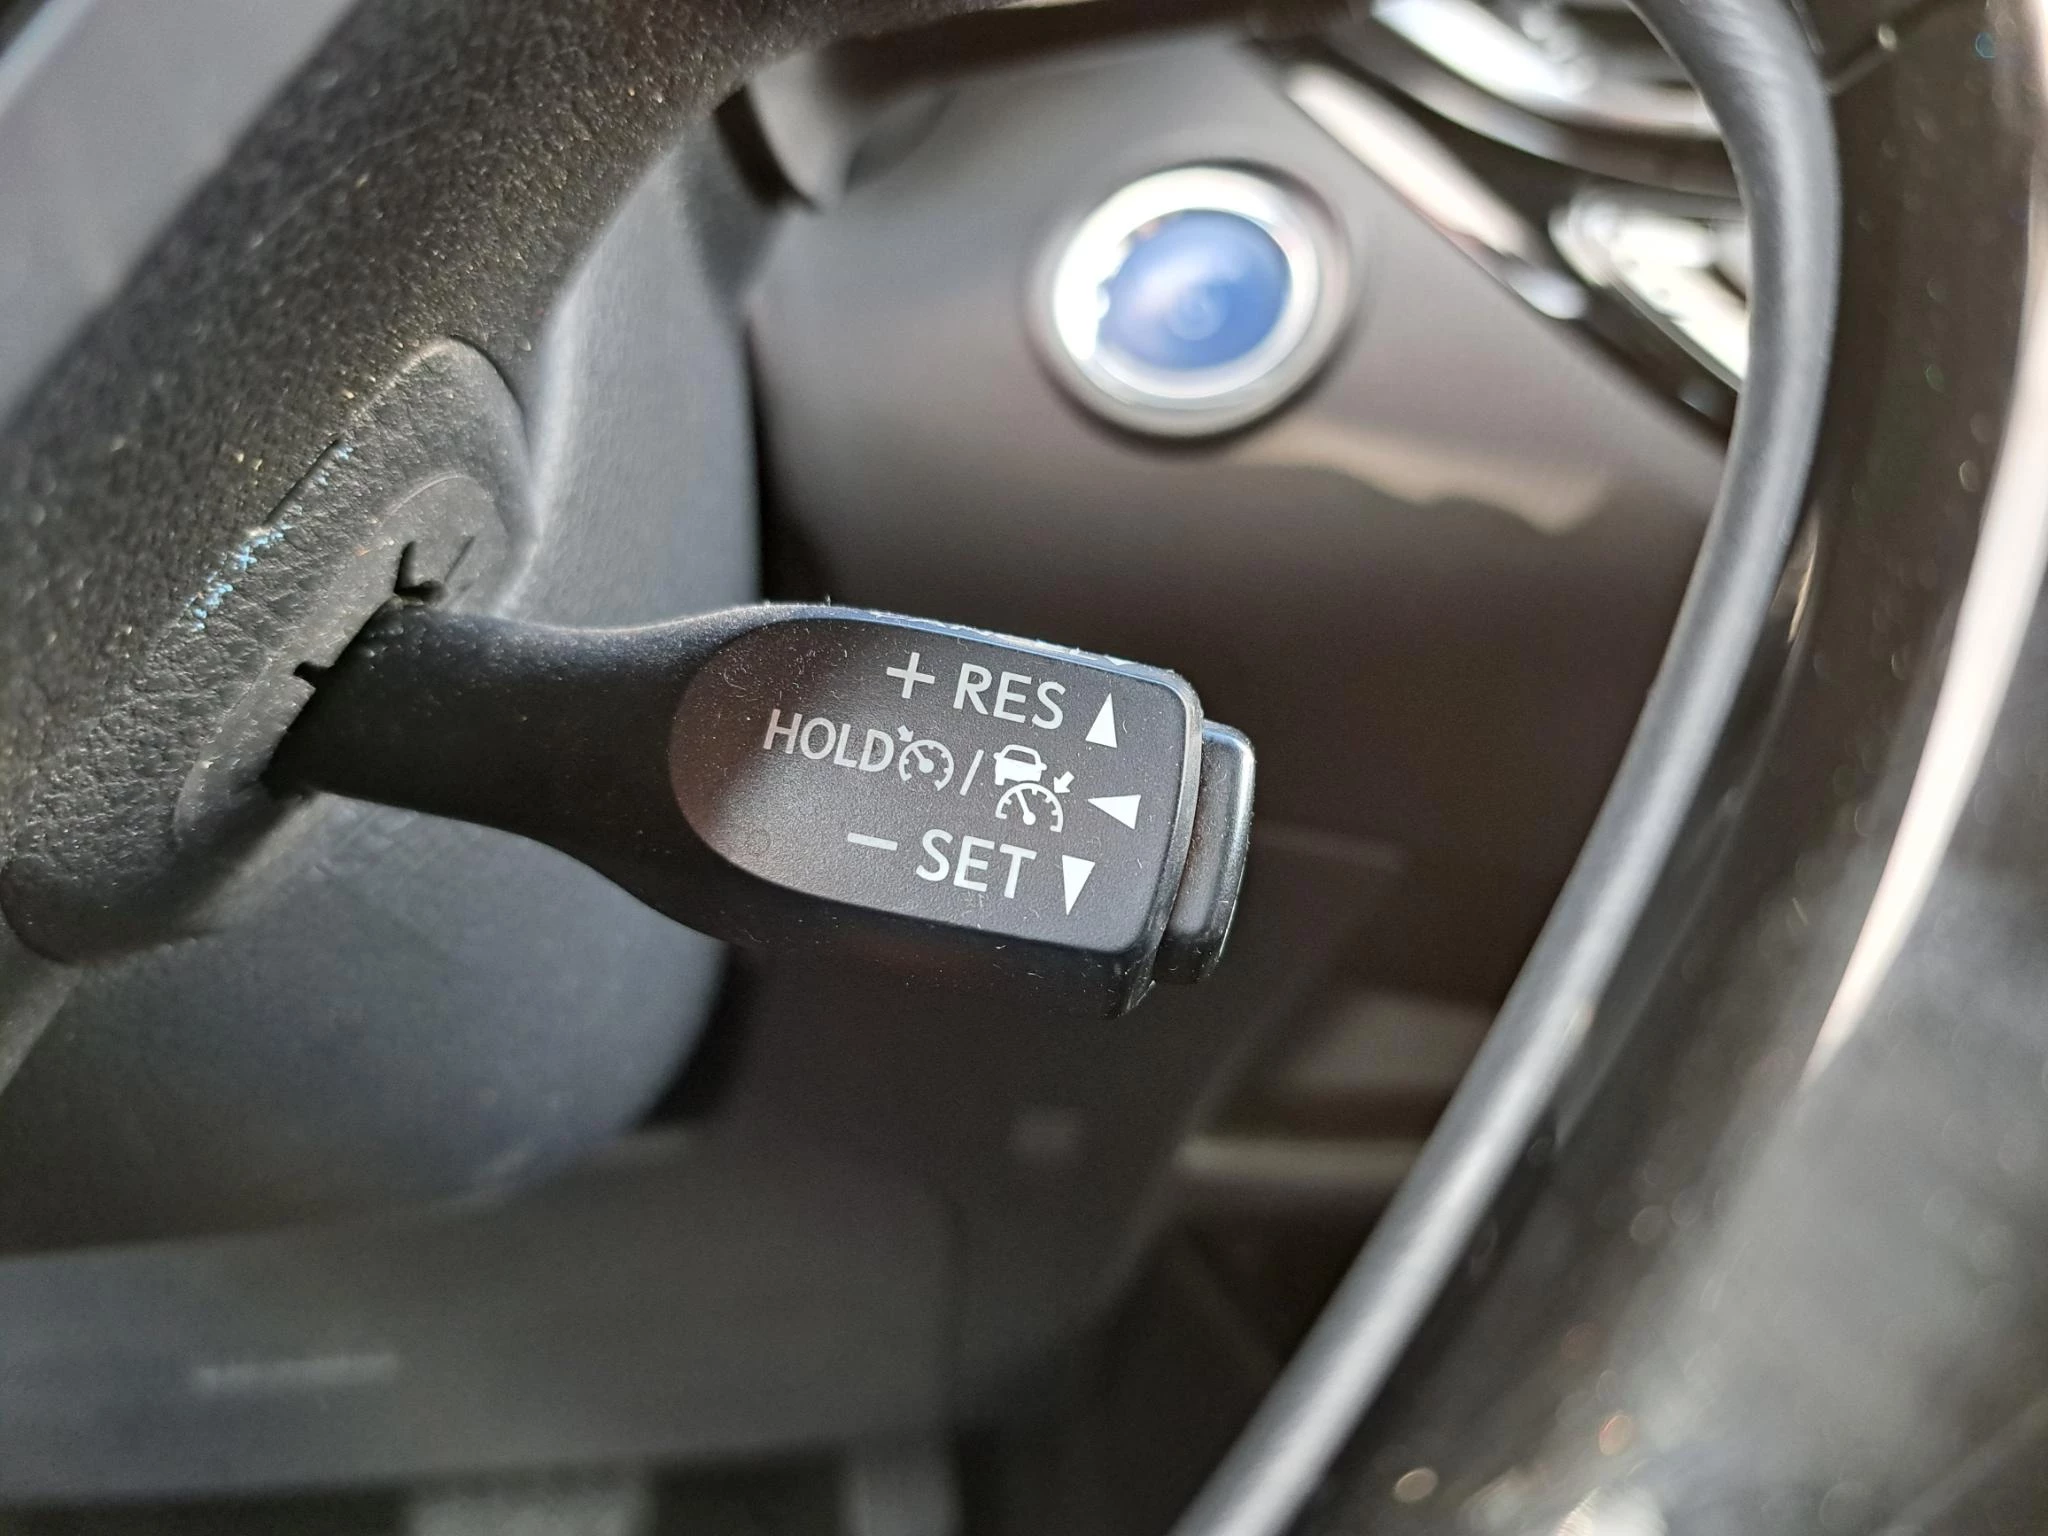 + RES
HOLD /
– SET